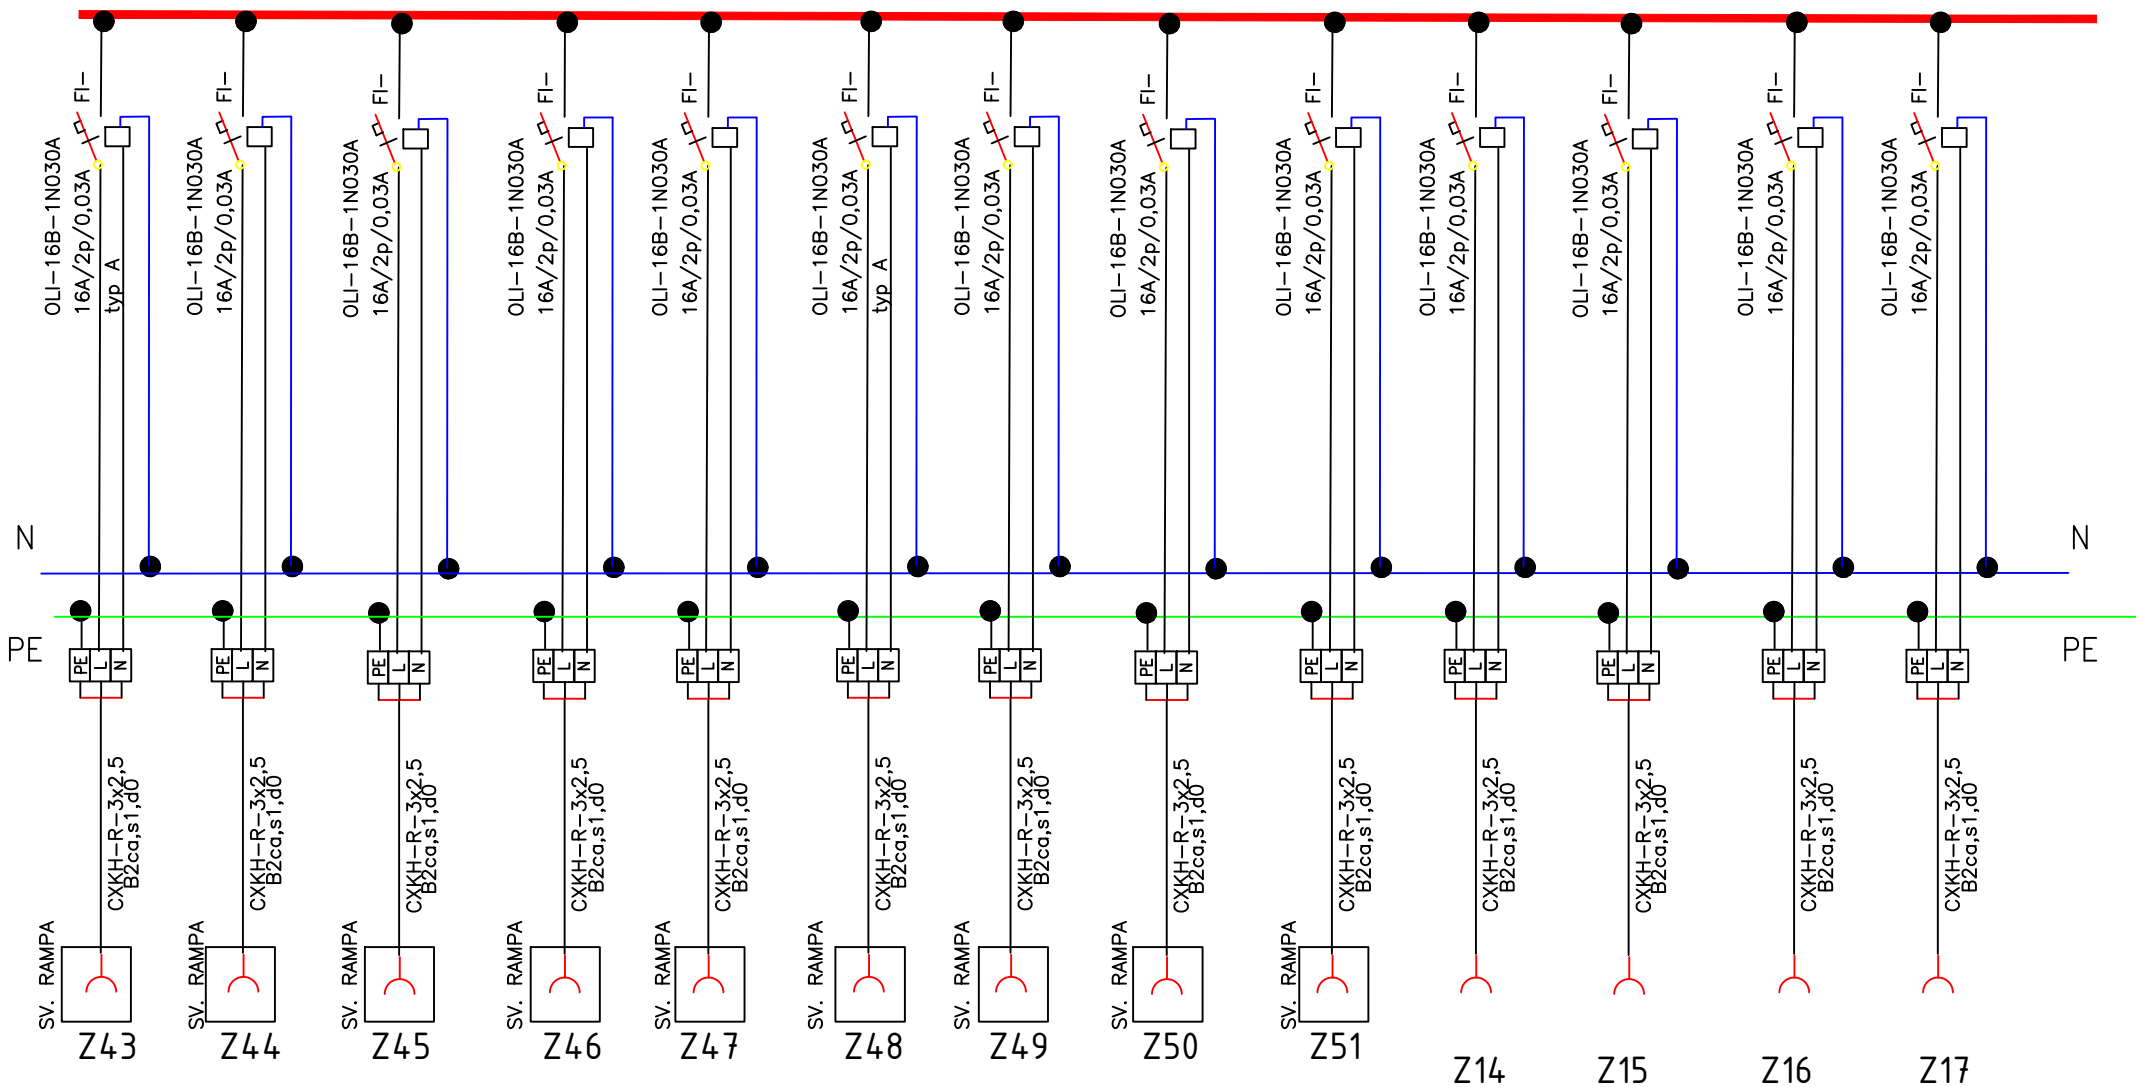 FI-
OLI-16B-1N030A
16A/2p/0,03A
typ A
FI-
OLI-16B-1N030A
16A/2p/0,03A
FI-
OLI-16B-1N030A
16A/2p/0,03A
FI-
OLI-16B-1N030A
16A/2p/0,03A
FI-
OLI-16B-1N030A
16A/2p/0,03A
FI-
OLI-16B-1N030A
16A/2p/0,03A
typ A
FI-
OLI-16B-1N030A
16A/2p/0,03A
FI-
OLI-16B-1N030A
16A/2p/0,03A
FI-
OLI-16B-1N030A
16A/2p/0,03A
FI-
OLI-16B-1N030A
16A/2p/0,03A
FI-
OLI-16B-1N030A
16A/2p/0,03A
FI-
OLI-16B-1N030A
16A/2p/0,03A
FI-
OLI-16B-1N030A
16A/2p/0,03A
N
N
PE
PE
PE L N
PE L N
PE L N
PE L N
PE L N
PE L N
PE L N
PE L N
PE L N
PE L N
PE L N
PE L N
PE L N
CXKH-R-3x2,5
B2ca,s1,d0
CXKH-R-3x2,5
B2ca,s1,d0
CXKH-R-3x2,5
B2ca,s1,d0
CXKH-R-3x2,5
B2ca,s1,d0
CXKH-R-3x2,5
B2ca,s1,d0
CXKH-R-3x2,5
B2ca,s1,d0
CXKH-R-3x2,5
B2ca,s1,d0
CXKH-R-3x2,5
B2ca,s1,d0
CXKH-R-3x2,5
B2ca,s1,d0
CXKH-R-3x2,5
B2ca,s1,d0
CXKH-R-3x2,5
B2ca,s1,d0
CXKH-R-3x2,5
B2ca,s1,d0
CXKH-R-3x2,5
B2ca,s1,d0
SV. RAMPA
SV. RAMPA
SV. RAMPA
SV. RAMPA
SV. RAMPA
SV. RAMPA
SV. RAMPA
SV. RAMPA
SV. RAMPA
Z43
Z44
Z45
Z46
Z47
Z48
Z49
Z50
Z51
Z14
Z15
Z16
Z17